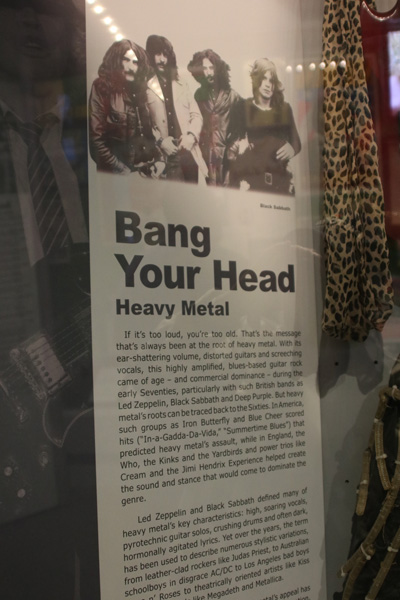 Black Sabbath
Bang
Your Head
Heavy Metal
If it's too loud, you're too old. That's the message
that's always been at the root of heavy metal. With its
ear-shattering volume, distorted guitars and screeching
vocals, this highly amplified, blues-based guitar rock
came of age – and commercial dominance – during the
early Seventies, particularly with such British bands as
Led Zeppelin, Black Sabbath and Deep Purple. But heavy
metal's roots can be traced back to the Sixties. In America,
such groups as Iron Butterfly and Blue Cheer scored
hits ("In-a-Gadda-Da-Vida," "Summertime Blues") that
predicted heavy metal's assault, while in England, the
Who, the Kinks and the Yardbirds and power trios like
Cream and the Jimi Hendrix Experience helped create
the sound and stance that would come to dominate the
genre.
Led Zeppelin and Black Sabbath defined many of
heavy metal's key characteristics: high, soaring vocals,
pyrotechnic guitar solos, crushing drums and often dark,
hormonally agitated lyrics. Yet over the years, the term
has been used to describe numerous stylistic variations,
from leather-clad rockers like Judas Priest, to Australian
schoolboys in disgrace AC/DC to Los Angeles bad boys
n' Roses to theatrically oriented artists like Kiss
like Megadeth and Metallica.
metal's appeal has